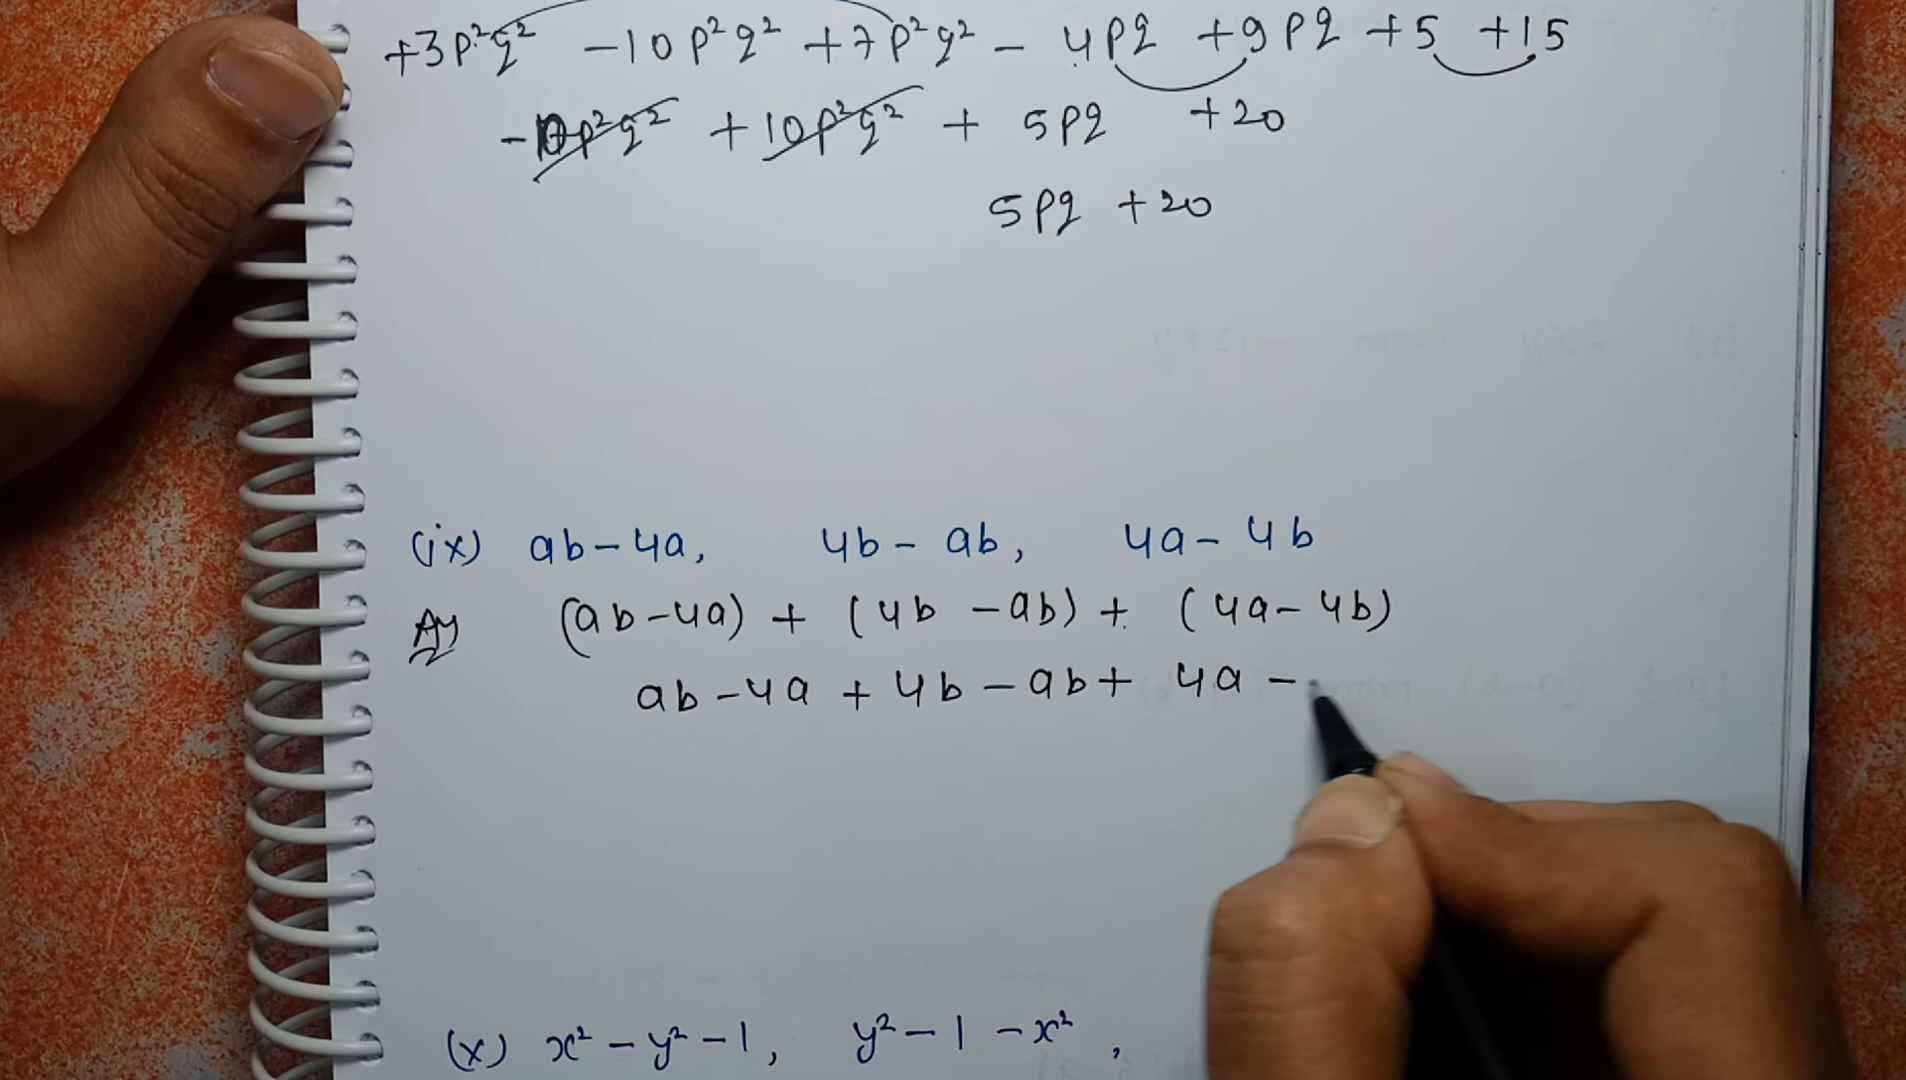 +3p²q² -10p²q² +7p²q² - 4pq +9pq +5 +15
-10p²q² +10p²q² + 5pq +20
5pq +20
(ix) ab-4a, 4b-ab, 4a-4b
(ab-4a) + (4b-ab) + (4a-4b)
ab-4a + 4b-ab+ 4a-
(x) x²-y²-1, y²-1-x²,